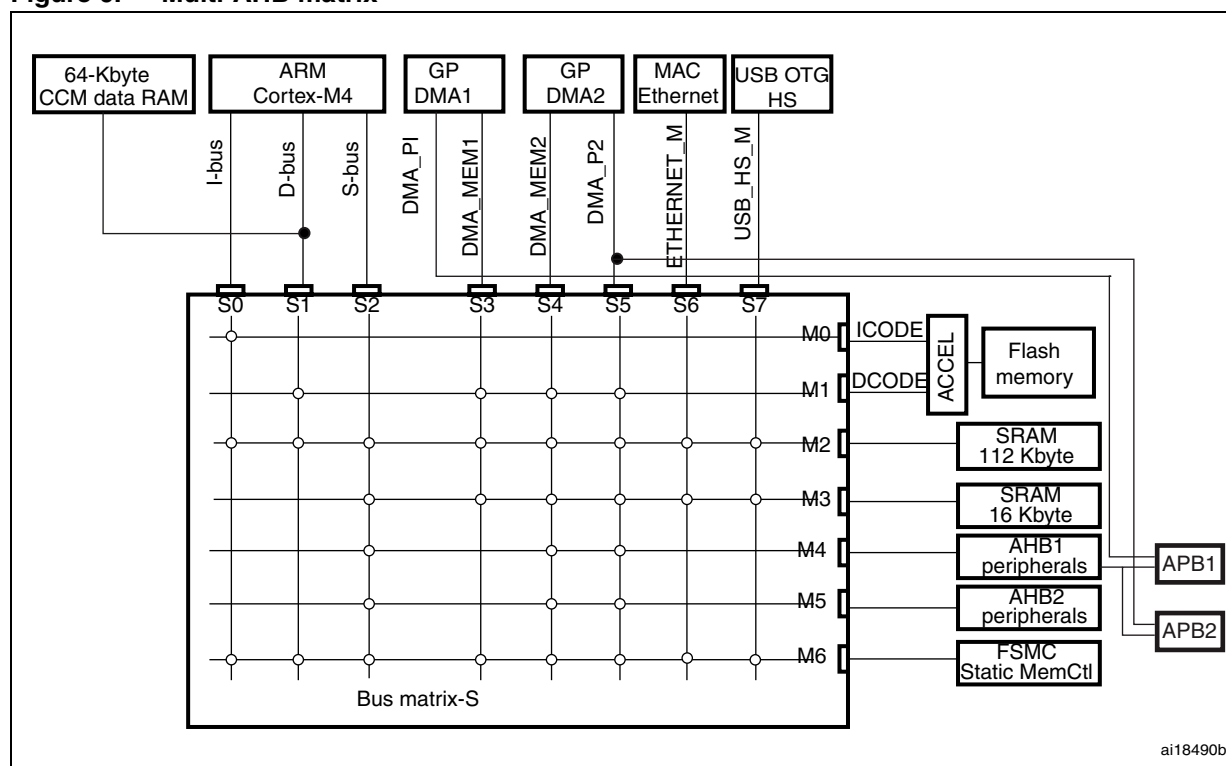 64-Kbyte
CCM data RAM
ARM
Cortex-M4
GP
DMA1
GP
DMA2
MAC
Ethernet
USB OTG
HS
I-bus
D-bus
S-bus
DMA_PI
DMA_MEM1
DMA_MEM2
DMA_P2
ETHERNET_M
USB_HS_M
S0
S1
S2
S3
S4
S5
S6
S7
M0
ICODE
M1
DCODE
ACCEL
Flash
memory
M2
SRAM
112 Kbyte
M3
SRAM
16 Kbyte
M4
AHB1
peripherals
APB1
M5
AHB2
peripherals
APB2
M6
FSMC
Static MemCtl
Bus matrix-S
ai18490b